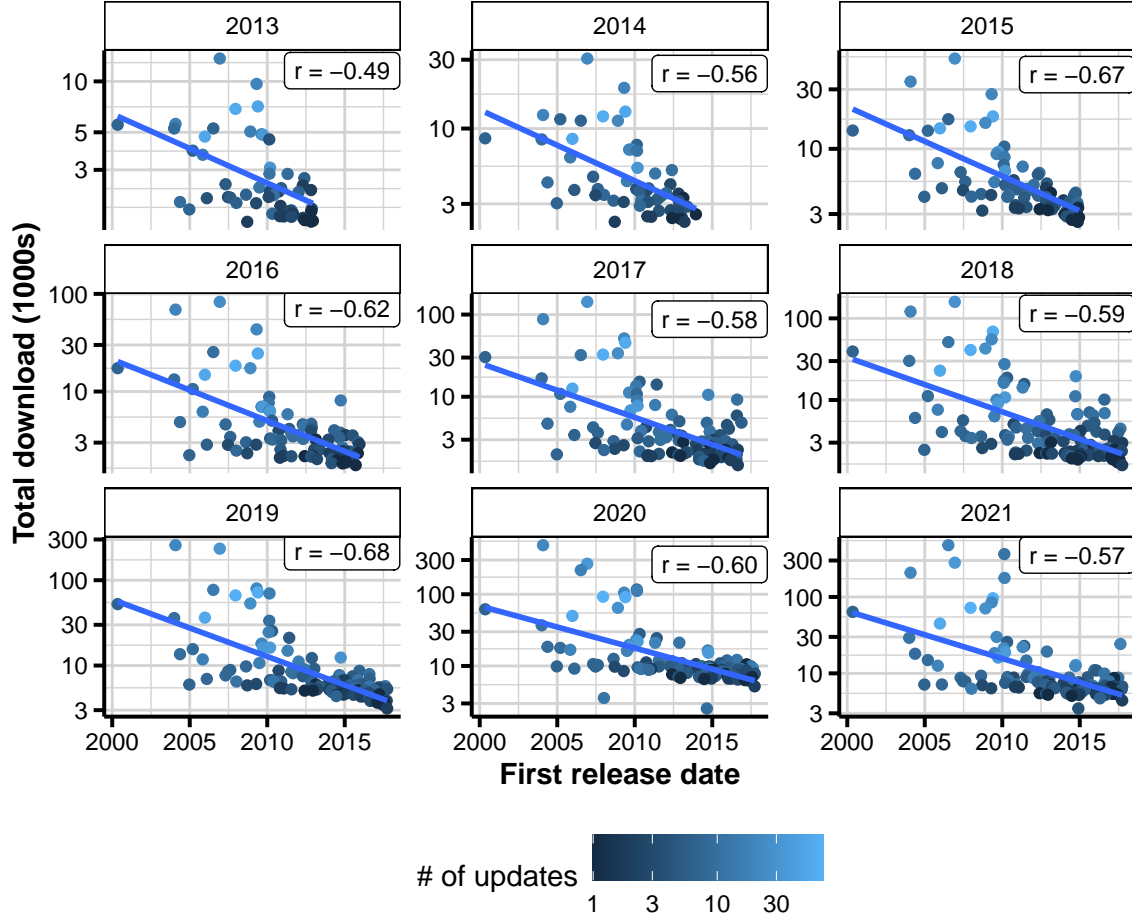 2013
2014
2015
r = −0.49
r = −0.56
r = −0.67
10
5
3
30
10
3
30
10
3
2016
2017
2018
r = −0.62
r = −0.58
r = −0.59
100
30
10
3
100
30
10
3
100
30
10
3
Total download (1000s)
2019
2020
2021
r = −0.68
r = −0.60
r = −0.57
300
100
30
10
3
300
100
30
10
3
300
100
30
10
3
2000 2005 2010 2015
2000 2005 2010 2015
2000 2005 2010 2015
First release date
# of updates
1 3 10 30